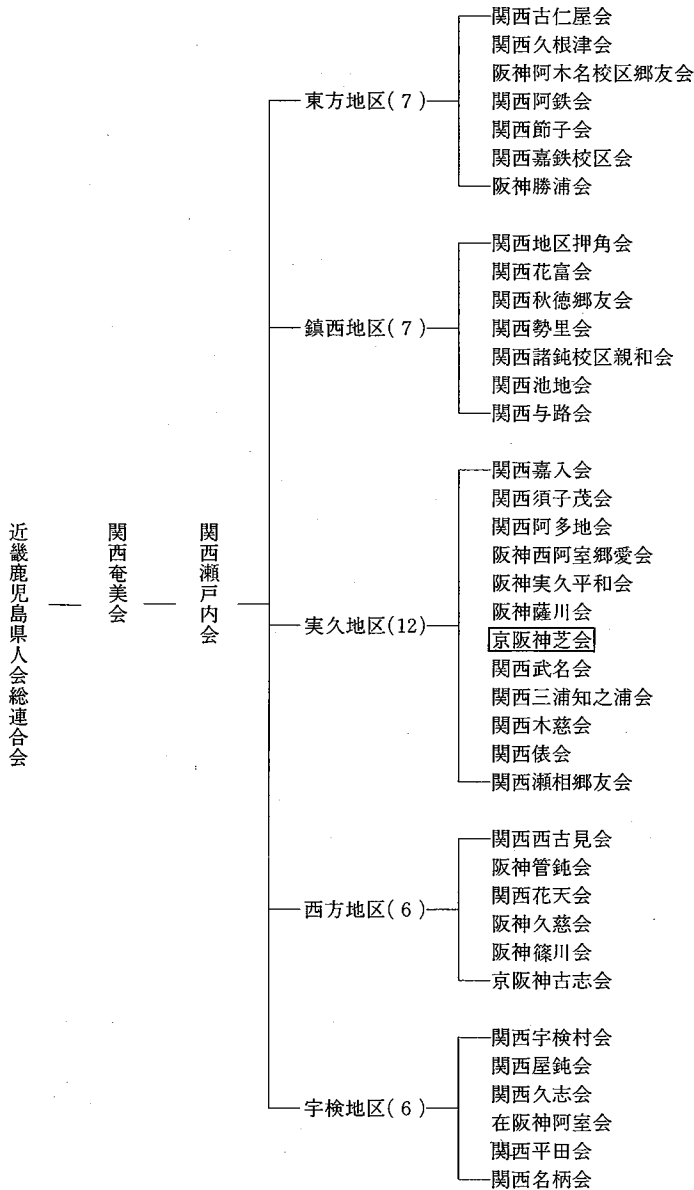 近畿鹿児島県人会総連合会
関西奄美会
関西瀬戸内会
東方地区(7)
関西古仁屋会
関西久根津会
阪神阿木名校区郷友会
関西阿鉄会
関西節子会
関西嘉鉄校区会
阪神勝浦会
鎮西地区(7)
関西地区押角会
関西花富会
関西秋徳郷友会
関西勢里会
関西諸鈍校区親和会
関西池地会
関西与路会
実久地区(12)
関西嘉入会
関西須子茂会
関西阿多地会
阪神西阿室郷愛会
阪神実久平和会
阪神薩川会
京阪神芝会
関西武名会
関西三浦知之浦会
関西木慈会
関西俵会
関西瀬相郷友会
西方地区(6)
関西西古見会
阪神管鈍会
関西花天会
阪神久慈会
阪神篠川会
京阪神古志会
宇検地区(6)
関西宇検村会
関西屋鈍会
関西久志会
在阪神阿室会
関西平田会
関西名柄会